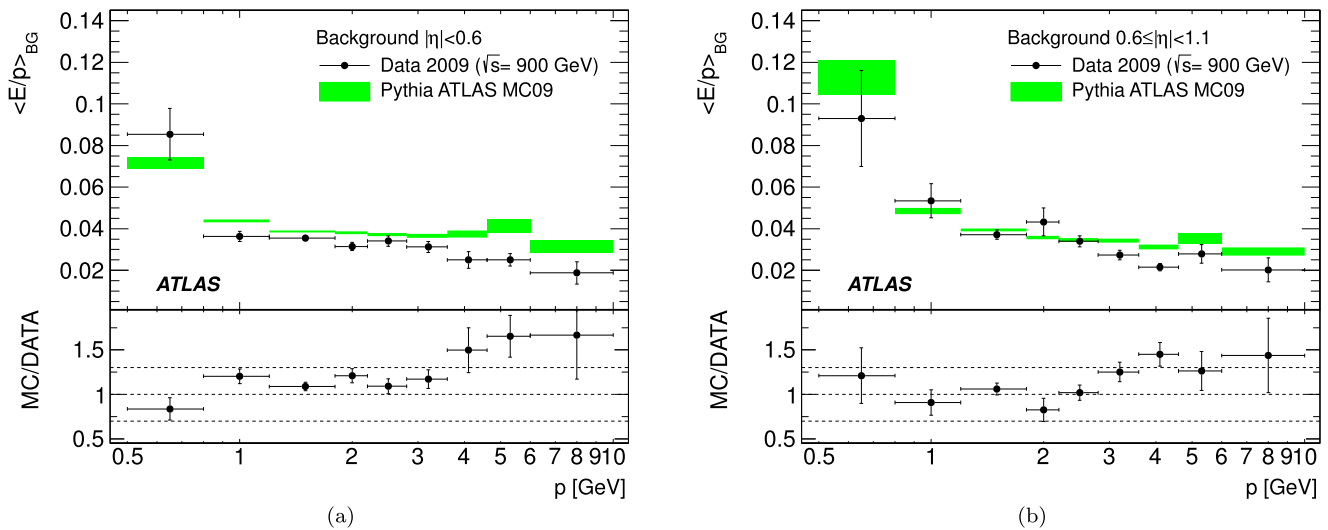 <E/p>BG
0.14
0.12
0.1
0.08
0.06
0.04
0.02
Background |η|<0.6
Data 2009 (√s= 900 GeV)
Pythia ATLAS MC09
ATLAS
MC/DATA
1.5
1
0.5
0.5 1 2 3 4 5 6 7 8 910
p [GeV]
(a)
<E/p>BG
0.14
0.12
0.1
0.08
0.06
0.04
0.02
Background 0.6≤|η|<1.1
Data 2009 (√s= 900 GeV)
Pythia ATLAS MC09
ATLAS
MC/DATA
1.5
1
0.5
0.5 1 2 3 4 5 6 7 8 910
p [GeV]
(b)